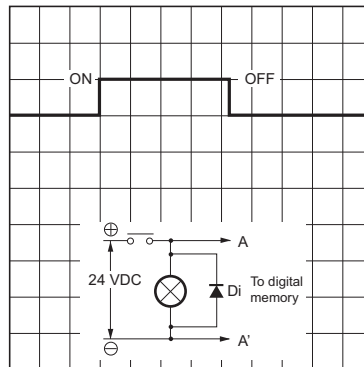 ON OFF
⊕
A
24 VDC
Di
To digital
memory
⊖
A'